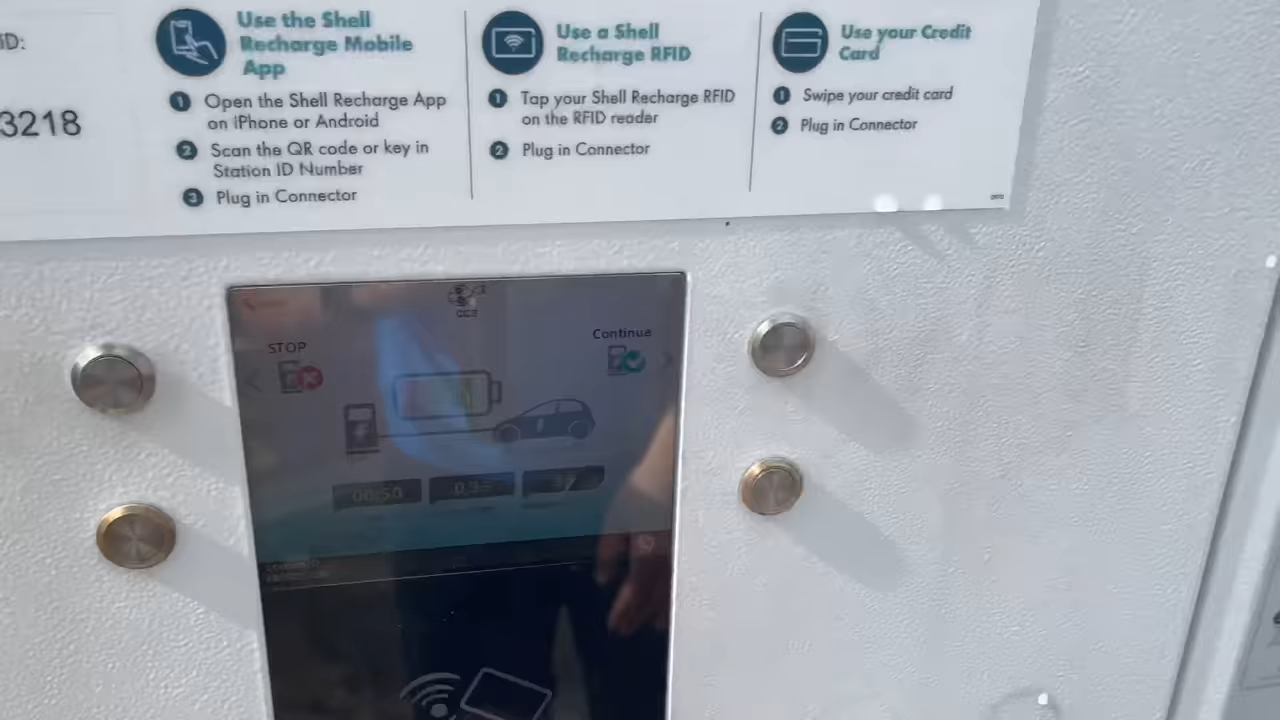 ID:
3218
Use the Shell
Recharge Mobile
App
1 Open the Shell Recharge App
on iPhone or Android
2 Scan the QR code or key in
Station ID Number
3 Plug in Connector
Use a Shell
Recharge RFID
1 Tap your Shell Recharge RFID
on the RFID reader
2 Plug in Connector
Use your Credit
Card
1 Swipe your credit card
2 Plug in Connector
STOP
Continue
00:50